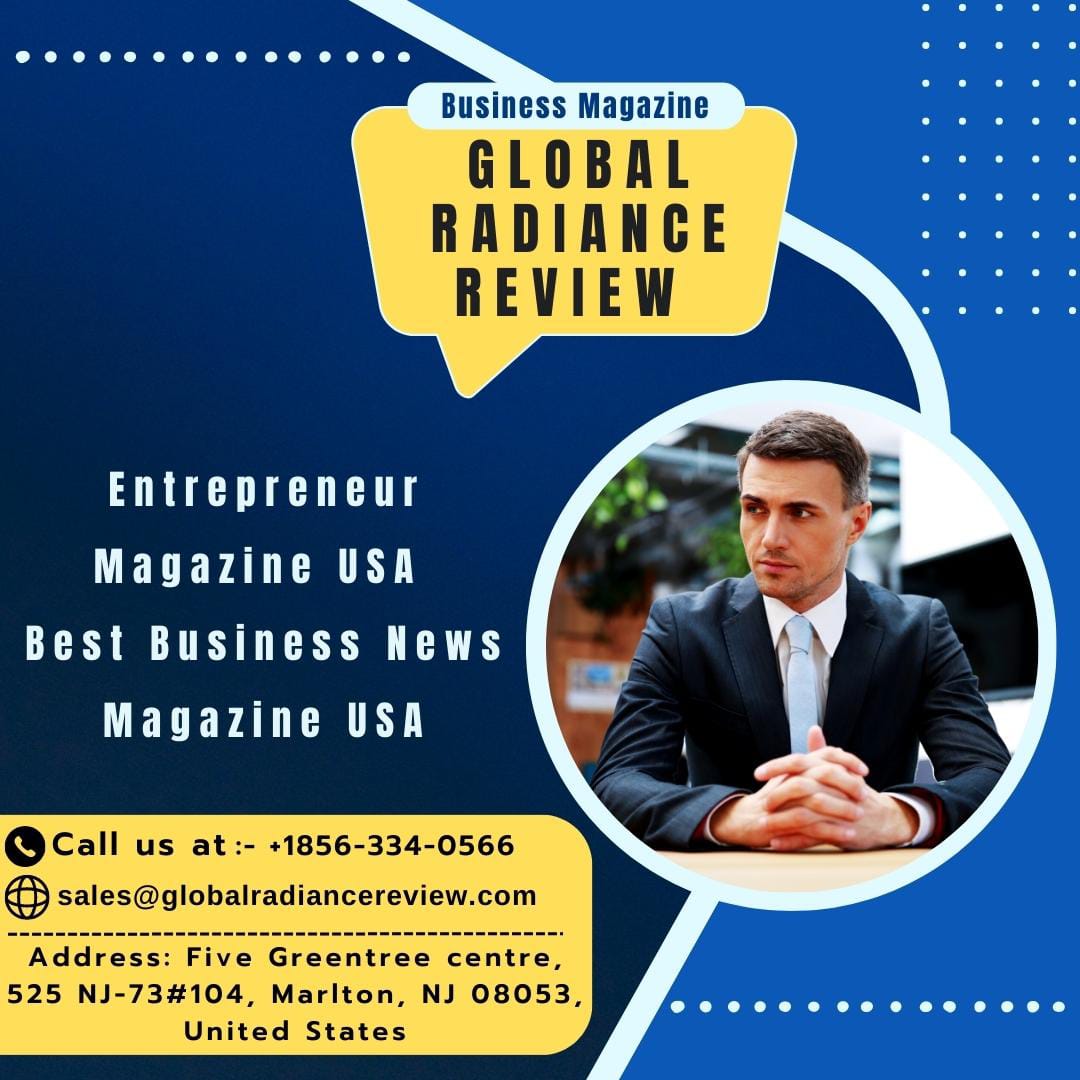 Business Magazine
GLOBAL
RADIANCE
REVIEW
Entrepreneur
Magazine USA
Best Business News
Magazine USA
Call us at :- +1856-334-0566
sales@globalradiancereview.com
Address: Five Greentree centre,
525 NJ-73#104, Marlton, NJ 08053,
United States